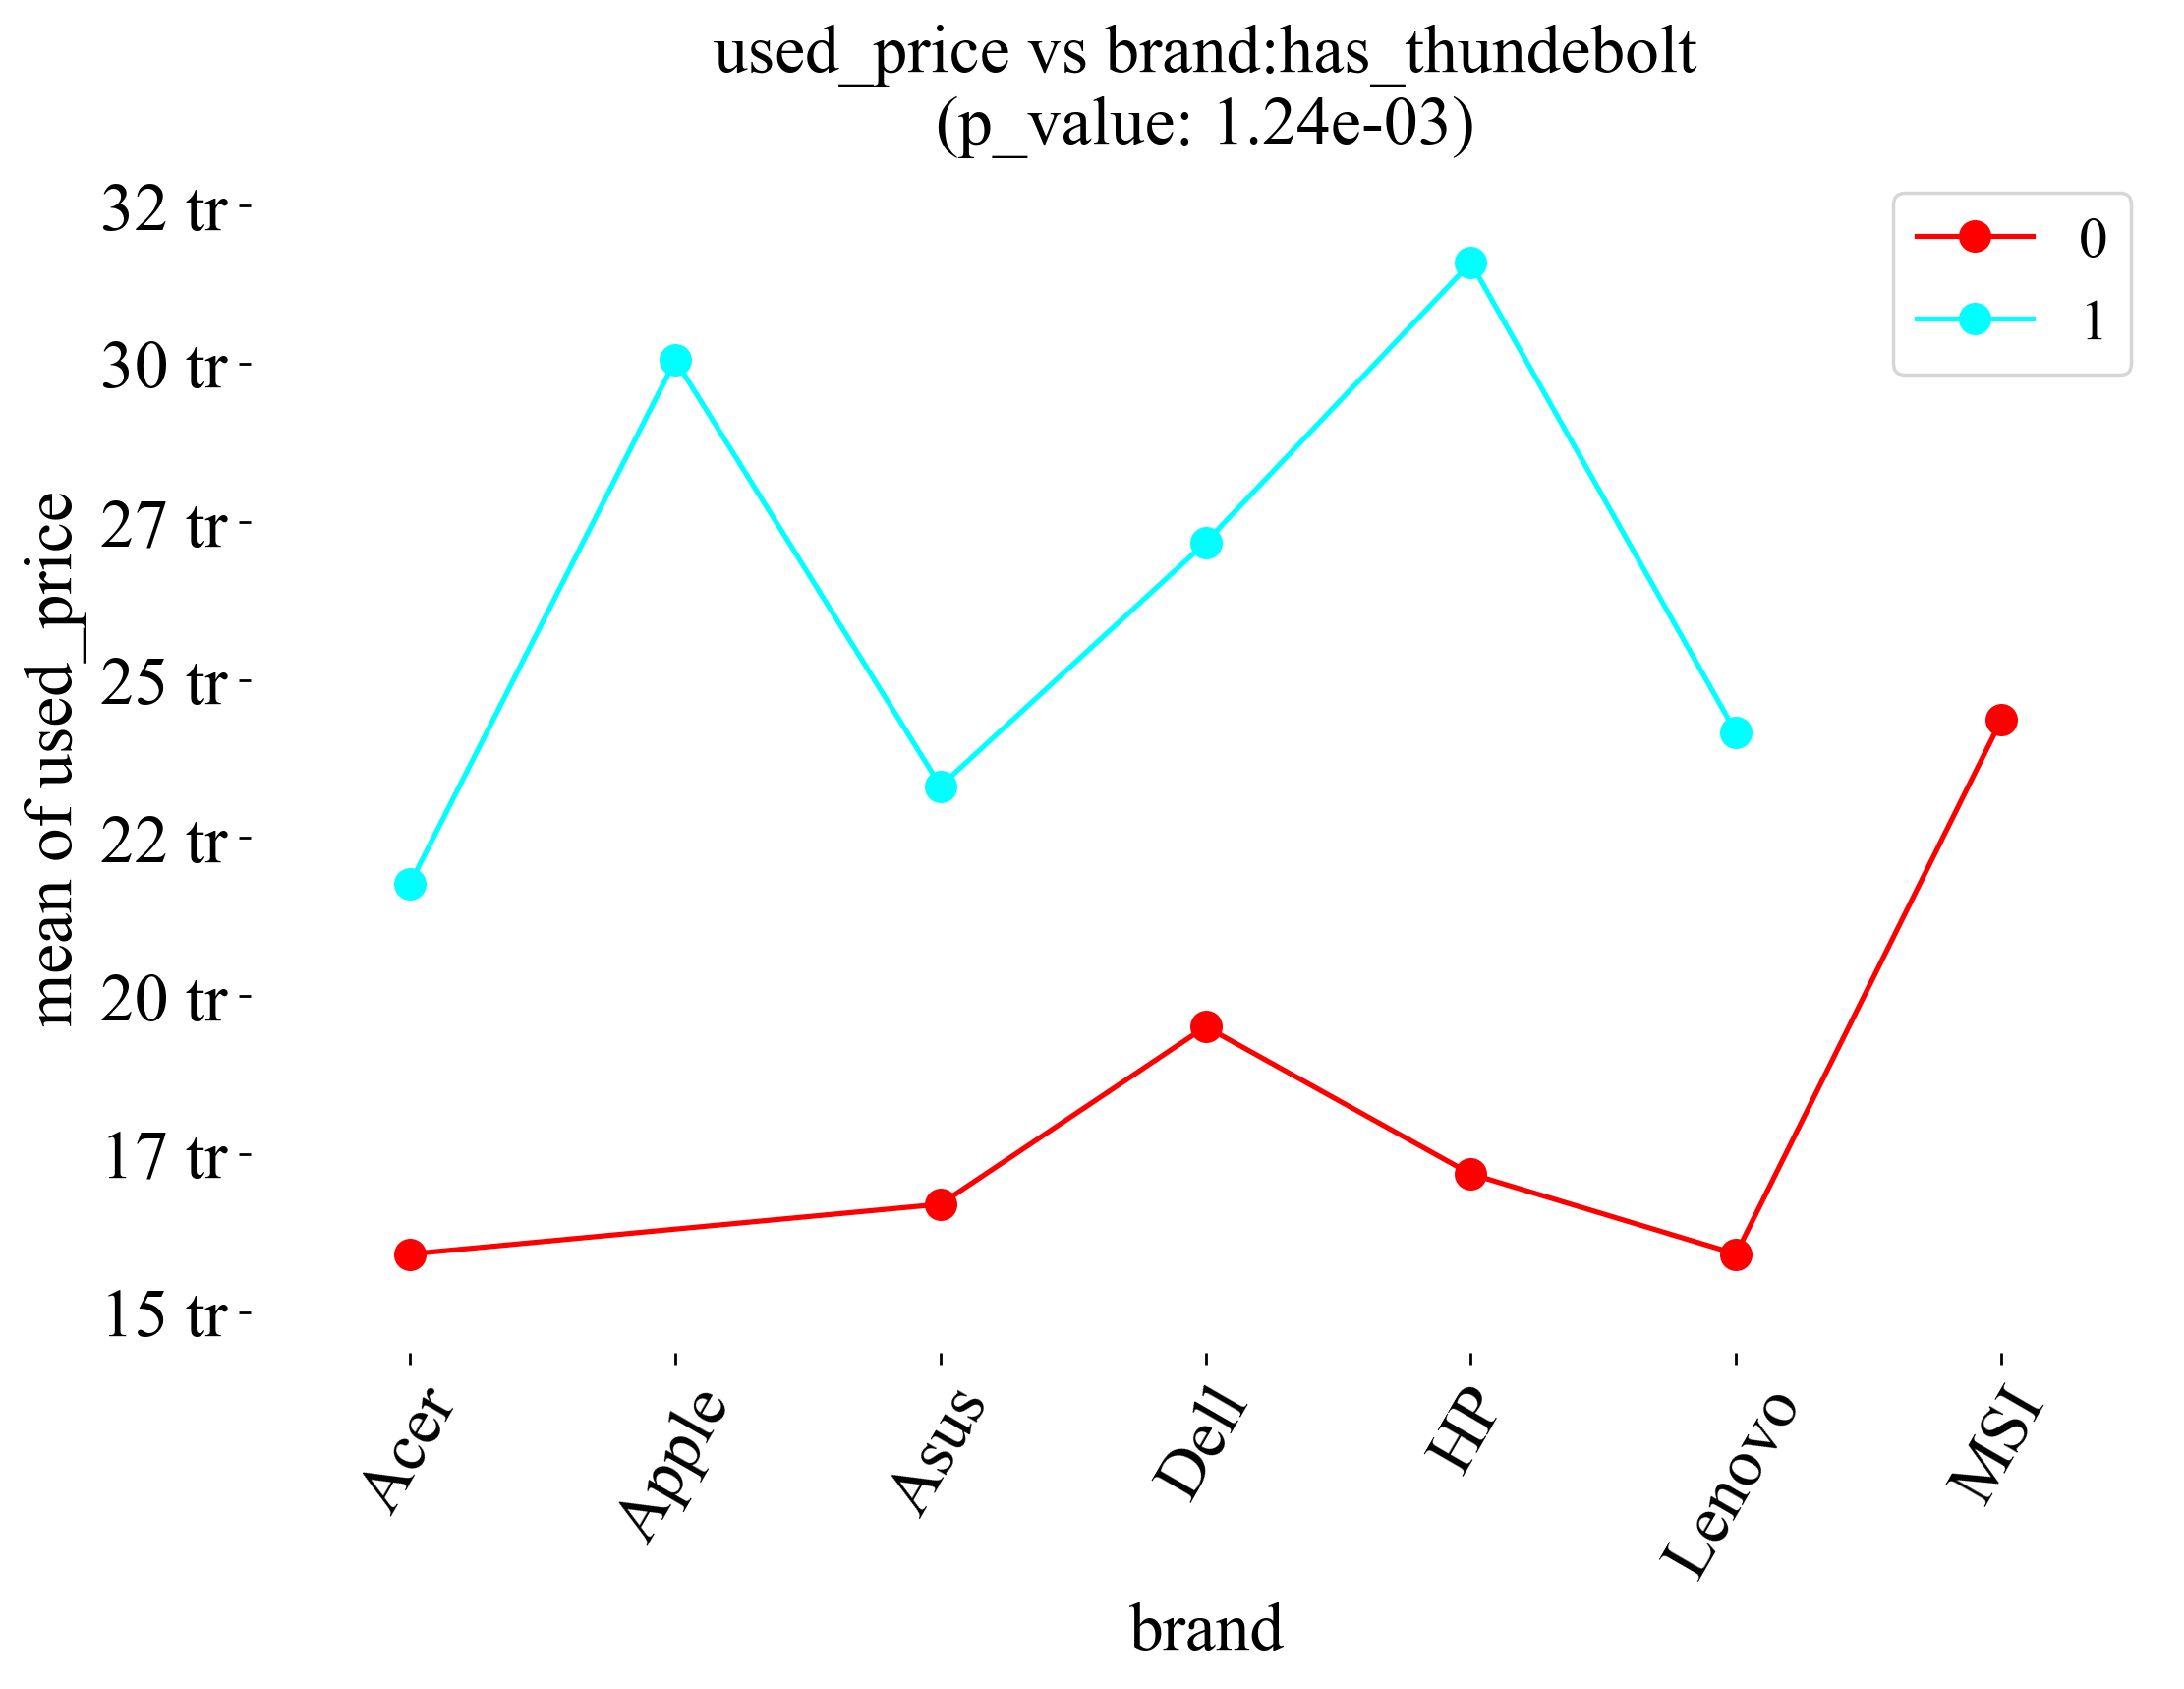 used_price vs brand:has_thundebolt
(p_value: 1.24e-03)
0
1
mean of used_price
32 tr
30 tr
27 tr
25 tr
22 tr
20 tr
17 tr
15 tr
Acer
Apple
Asus
Dell
HP
Lenovo
MSI
brand